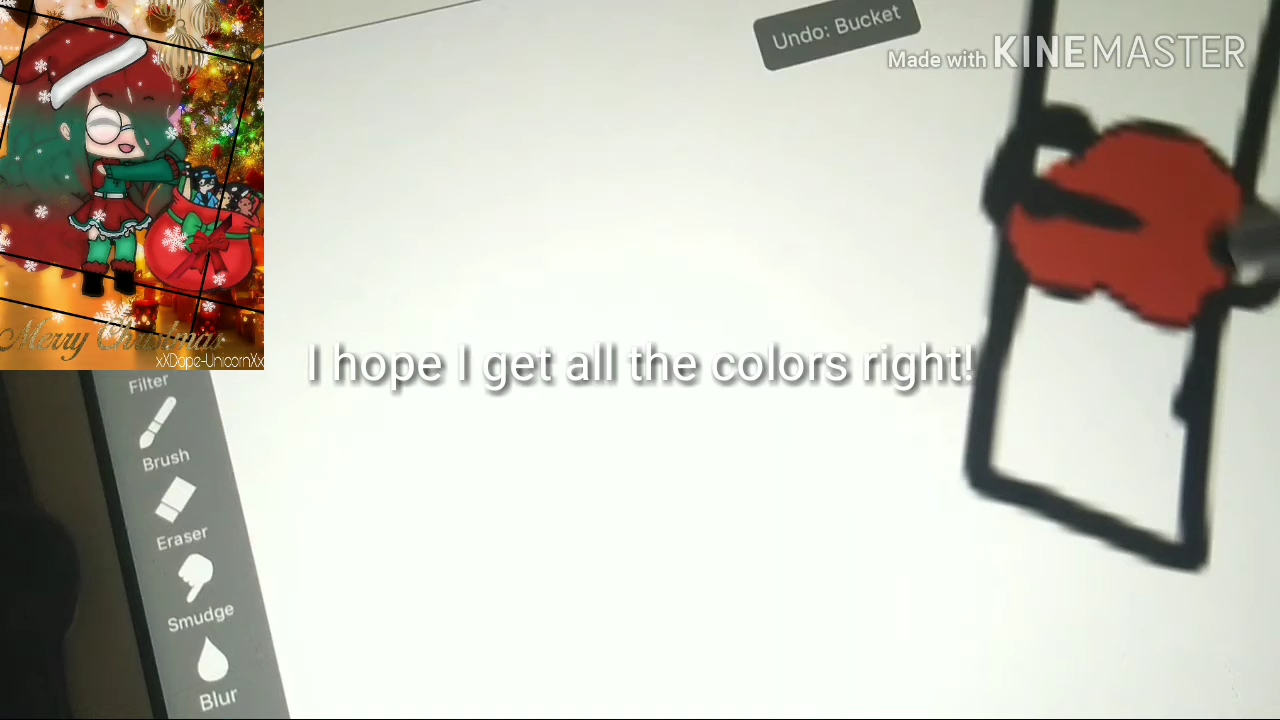 Undo: Bucket
Made with KINEMASTER
I hope I get all the colors right!
Merry Christmas
xXDope-UnicornXx
Filter
Brush
Eraser
Smudge
Blur